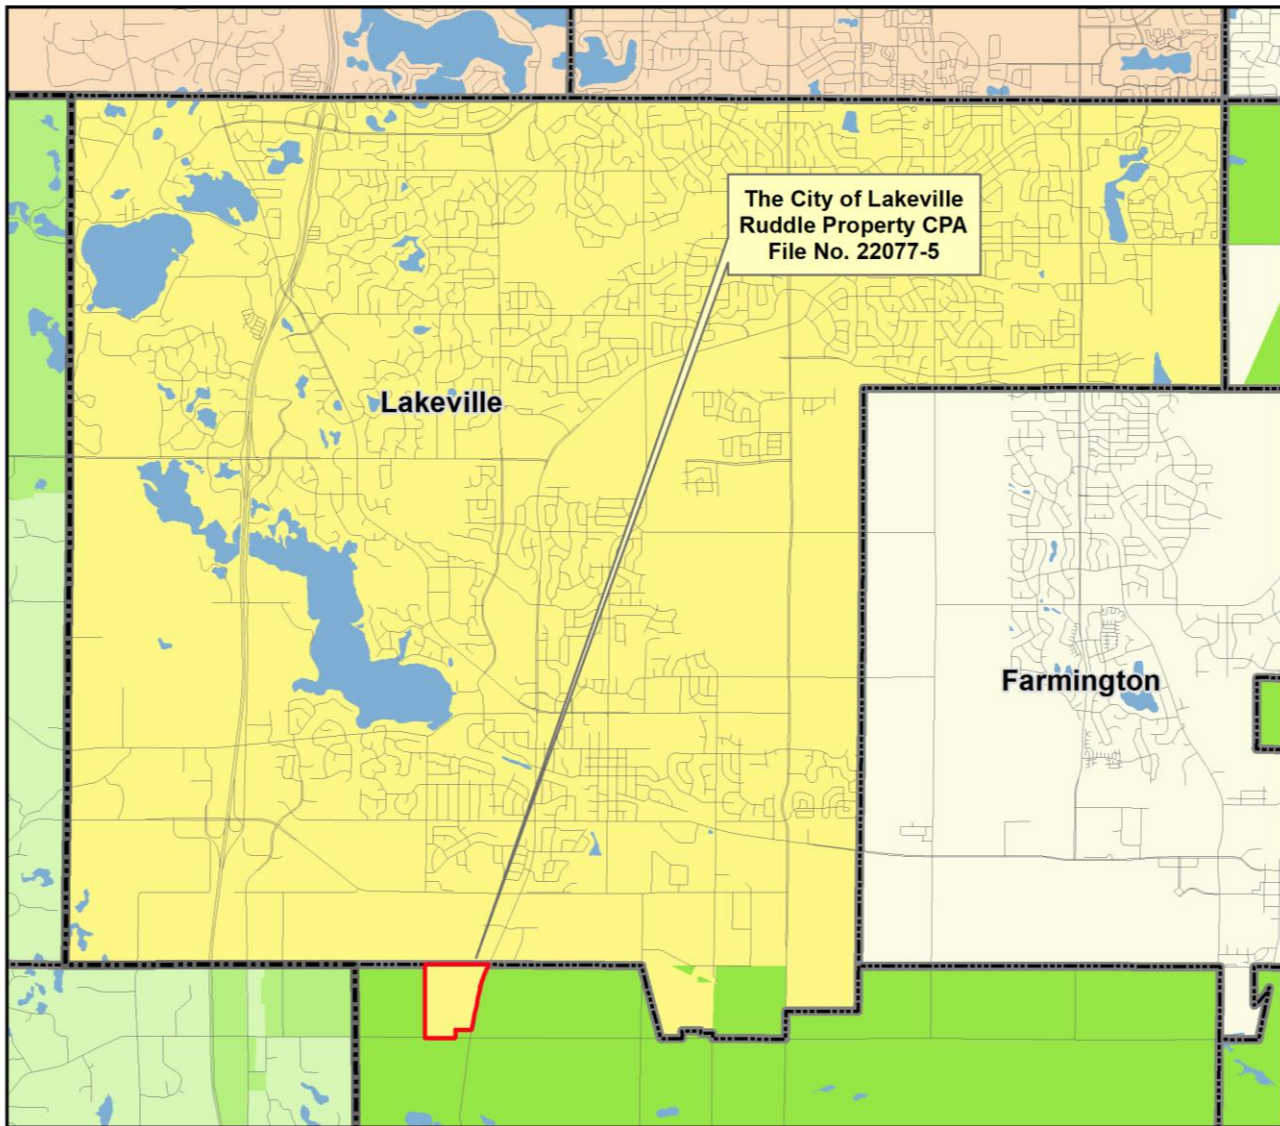 The City of Lakeville
Ruddle Property CPA
File No. 22077-5
Lakeville
Farmington